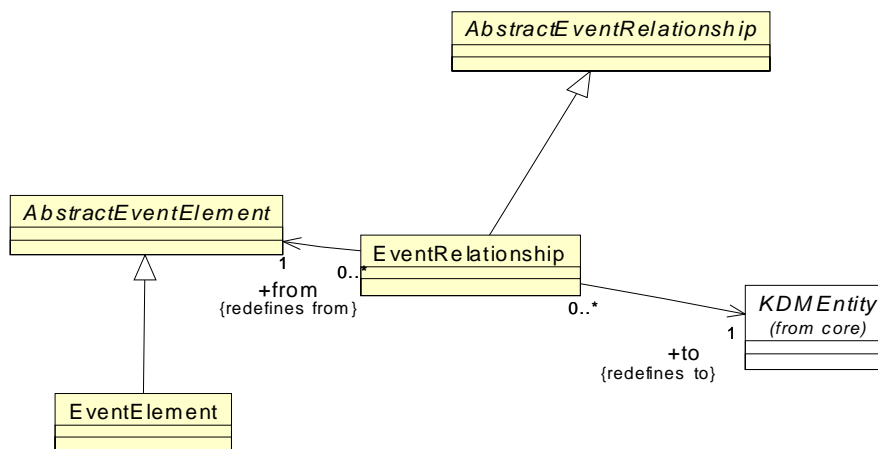 AbstractEventRelationship
AbstractEventElement
EventRelationship
1
0..*
+from
{redefines from}
0..*
KDMEntity
(from core)
1
+to
{redefines to}
EventElement